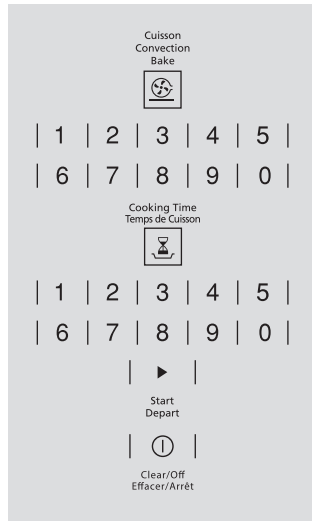 Cuisson
Convection
Bake
| 1 | 2 | 3 | 4 | 5 |
| 6 | 7 | 8 | 9 | 0 |
Cooking Time
Temps de Cuisson
| 1 | 2 | 3 | 4 | 5 |
| 6 | 7 | 8 | 9 | 0 |
Start
Depart
Clear/Off
Effacer/Arrêt